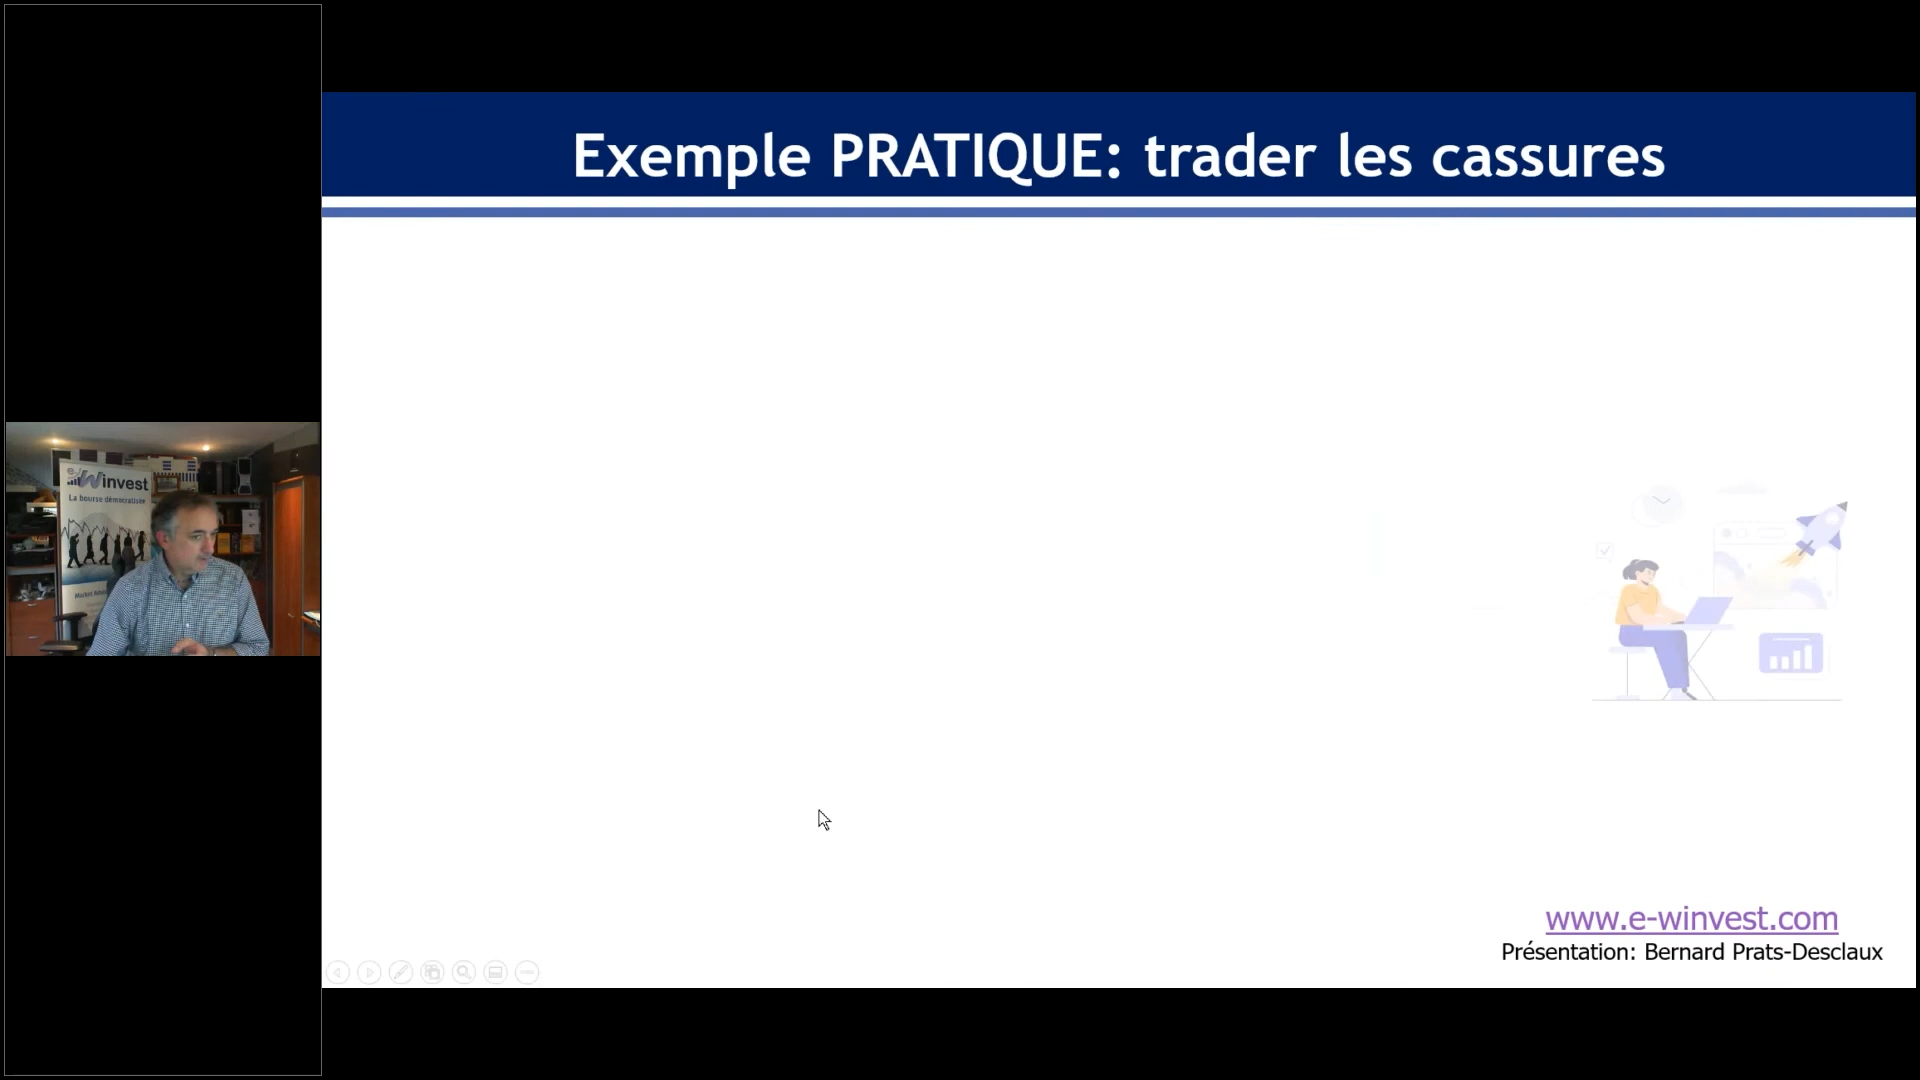 Exemple PRATIQUE: trader les cassures
e-Winvest
La bourse démocratisée
www.e-winvest.com
Présentation: Bernard Prats-Desclaux